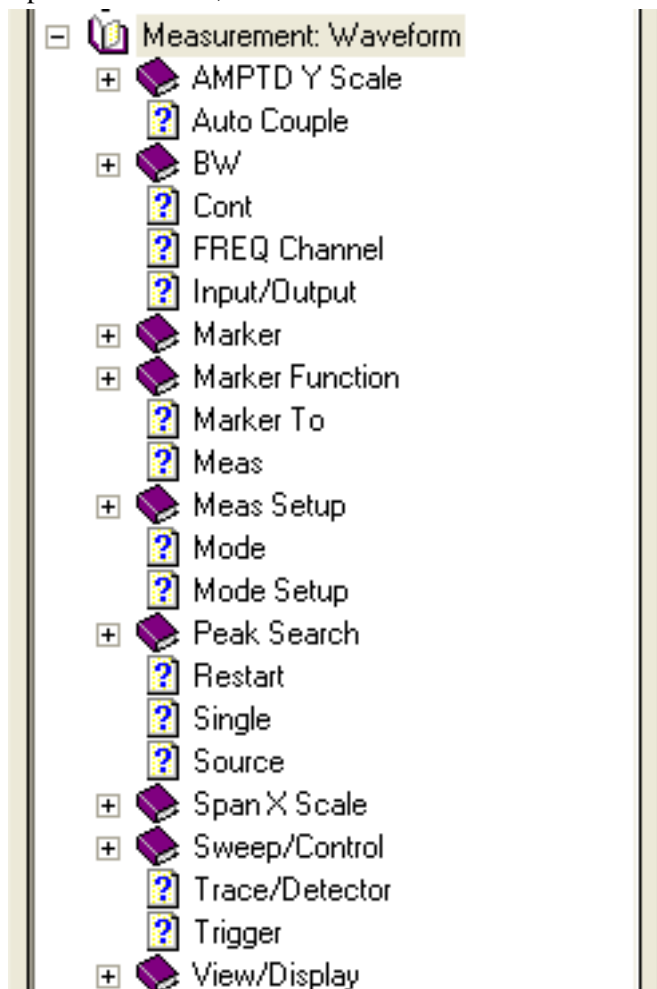 Measurement: Waveform
AMPTD Y Scale
Auto Couple
BW
Cont
FREQ Channel
Input/Output
Marker
Marker Function
Marker To
Meas
Meas Setup
Mode
Mode Setup
Peak Search
Restart
Single
Source
Span X Scale
Sweep/Control
Trace/Detector
Trigger
View/Display